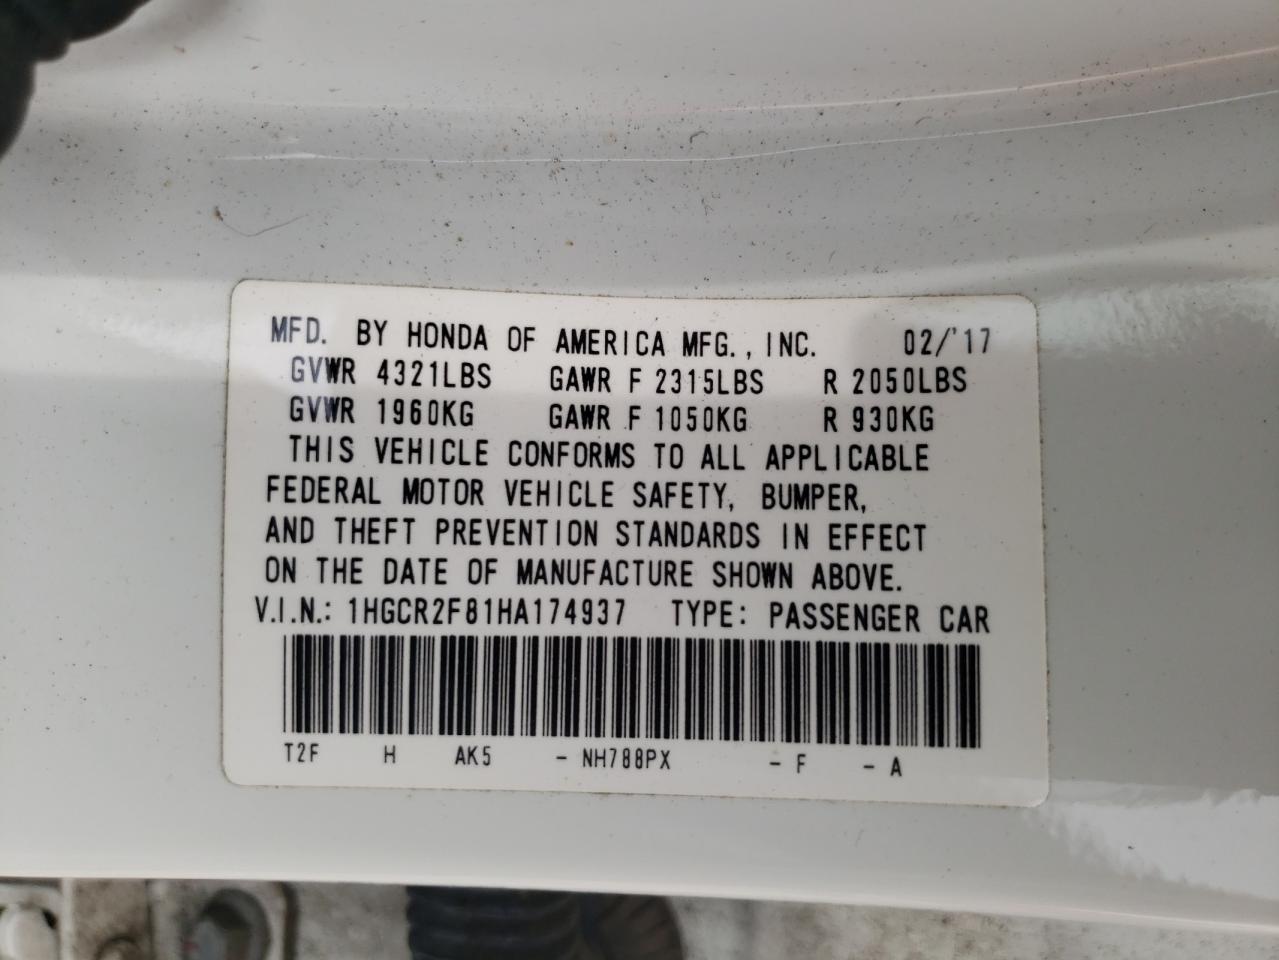 MFD. BY HONDA OF AMERICA MFG., INC. 02/'17
GVWR 4321LBS GAWR F 2315LBS R 2050LBS
GVWR 1960KG GAWR F 1050KG R 930KG
THIS VEHICLE CONFORMS TO ALL APPLICABLE
FEDERAL MOTOR VEHICLE SAFETY, BUMPER,
AND THEFT PREVENTION STANDARDS IN EFFECT
ON THE DATE OF MANUFACTURE SHOWN ABOVE.
V.I.N.: 1HGCR2F81HA174937 TYPE: PASSENGER CAR
T2F H AK5 - NH788PX - F - A